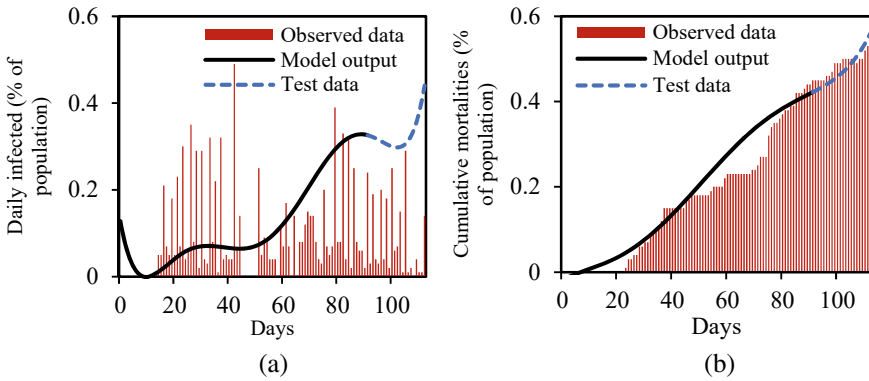 Daily infected (% of
population)
0.6
0.4
0.2
0
Observed data
Model output
Test data
0 20 40 60 80 100
Days
(a)
Cumulative mortalities (%
of population)
0.6
0.4
0.2
0
Observed data
Model output
Test data
0 20 40 60 80 100
Days
(b)